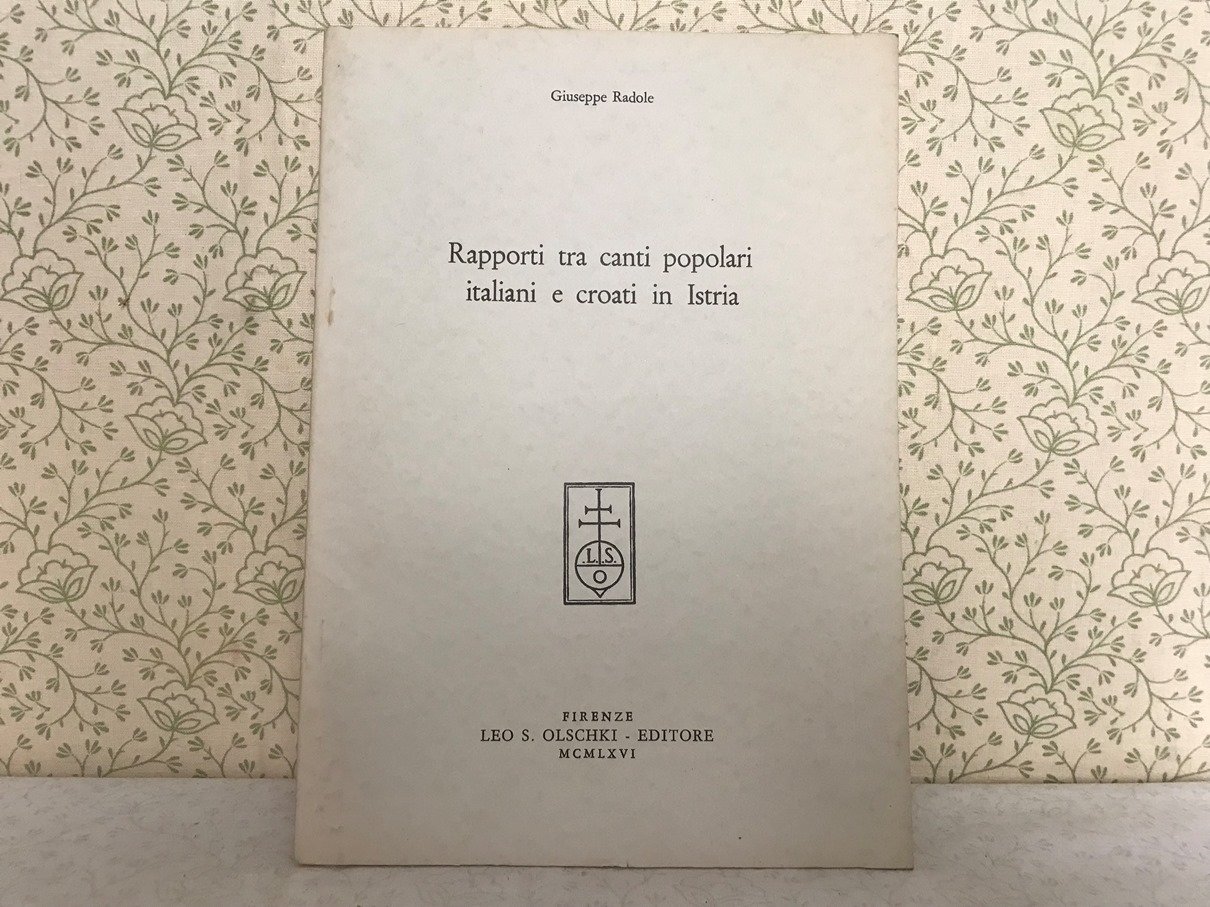 Giuseppe Radole
Rapporti tra canti popolari
italiani e croati in Istria
.L.S.
O
FIRENZE
LEO S. OLSCHKI - EDITORE
MCMLXVI